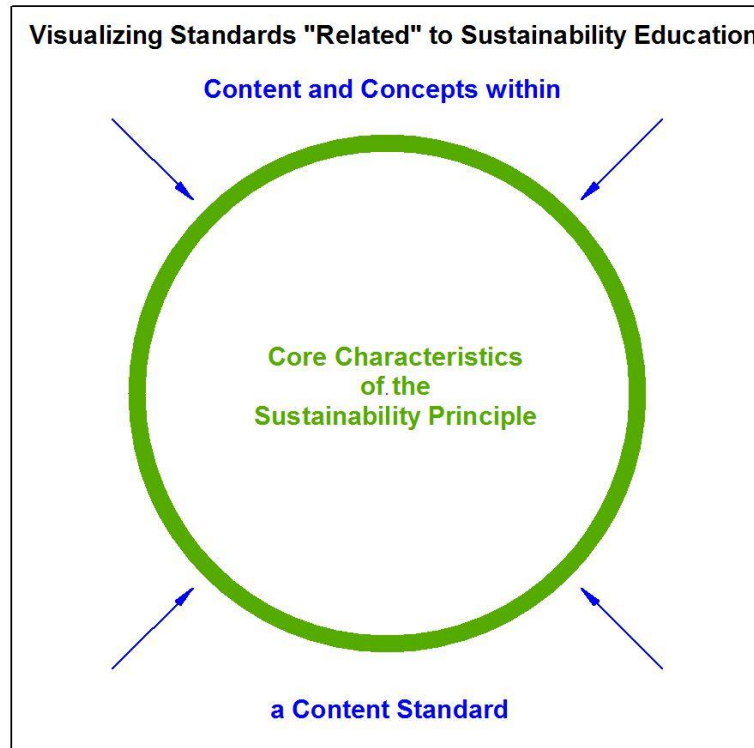 Visualizing Standards "Related" to Sustainability Education
Content and Concepts within
Core Characteristics
of the
Sustainability Principle
a Content Standard